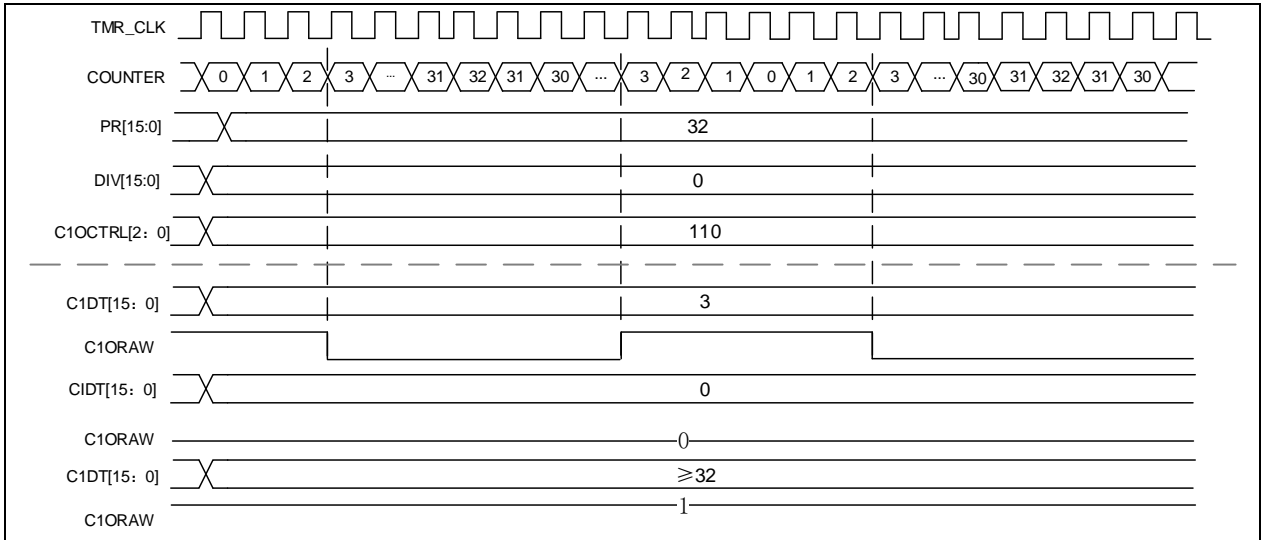 TMR_CLK
COUNTER 0 1 2 3 ... 31 32 31 30 ... 3 2 1 0 1 2 3 ... 30 31 32 31 30
PR[15:0] 32
DIV[15:0] 0
C1OCTRL[2：0] 110
C1DT[15：0] 3
C1ORAW
CIDT[15：0] 0
C1ORAW 0
C1DT[15：0] ≥32
C1ORAW 1